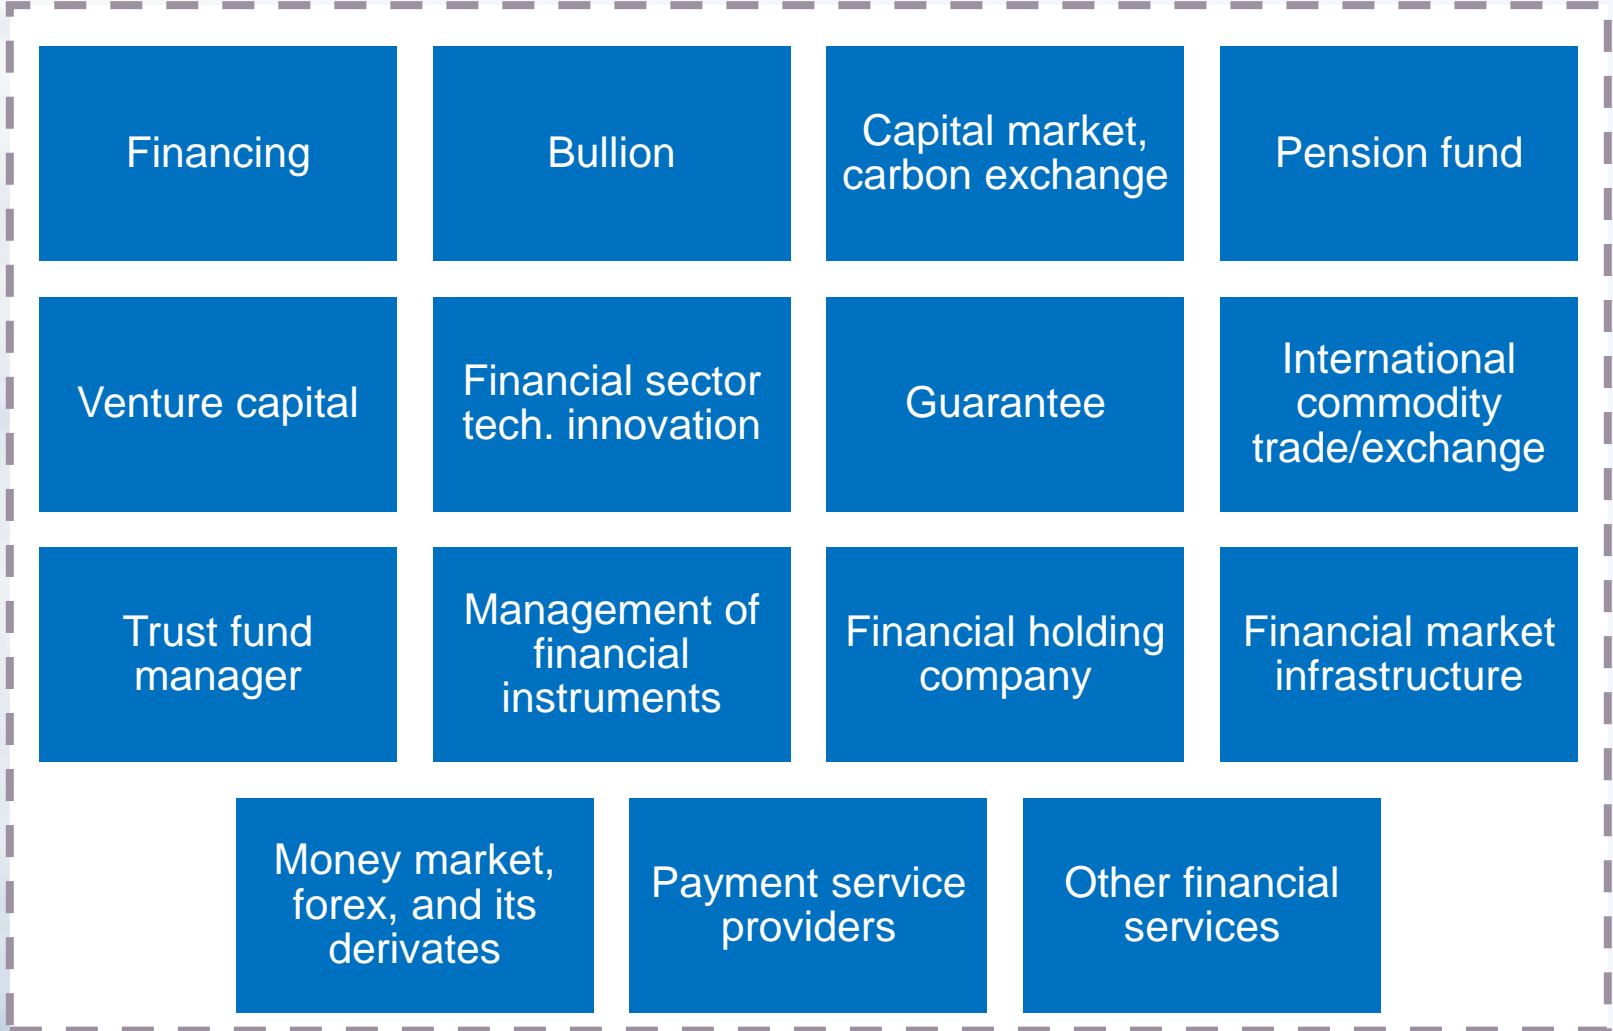 Financing
Bullion
Capital market,
carbon exchange
Pension fund
Venture capital
Financial sector
tech. innovation
Guarantee
International
commodity
trade/exchange
Trust fund
manager
Management of
financial
instruments
Financial holding
company
Financial market
infrastructure
Money market,
forex, and its
derivates
Payment service
providers
Other financial
services